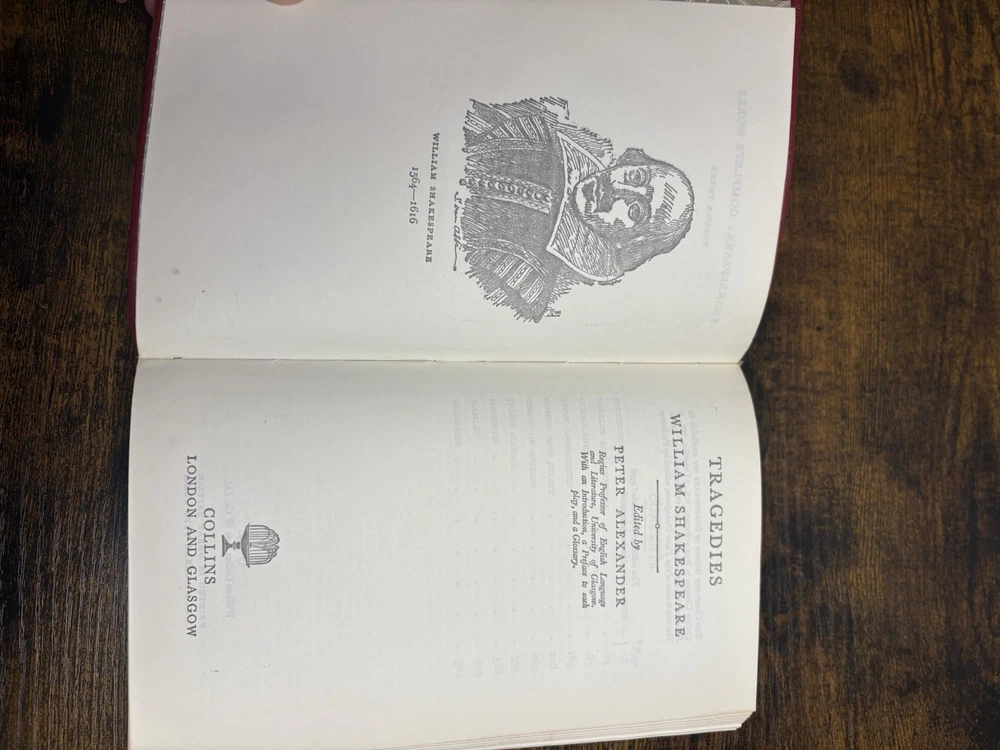 WILLIAM SHAKESPEARE
1564—1616
TRAGEDIES
WILLIAM SHAKESPEARE
Edited by
PETER ALEXANDER
Regius Professor of English Language
and Literature, University of Glasgow.
With an Introduction, a Preface to each
play, and a Glossary.
COLLINS
LONDON AND GLASGOW